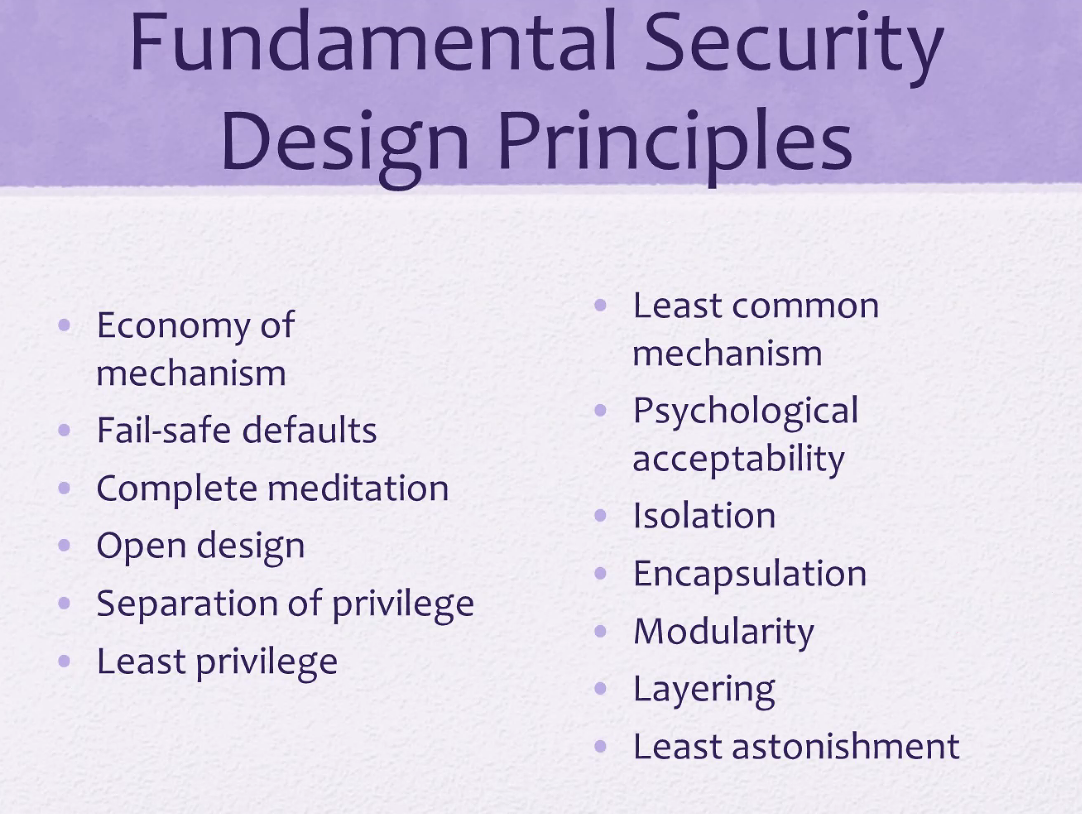 Fundamental Security
Design Principles
• Economy of
mechanism
• Fail-safe defaults
• Complete meditation
• Open design
• Separation of privilege
• Least privilege
• Least common
mechanism
• Psychological
acceptability
• Isolation
• Encapsulation
• Modularity
• Layering
• Least astonishment